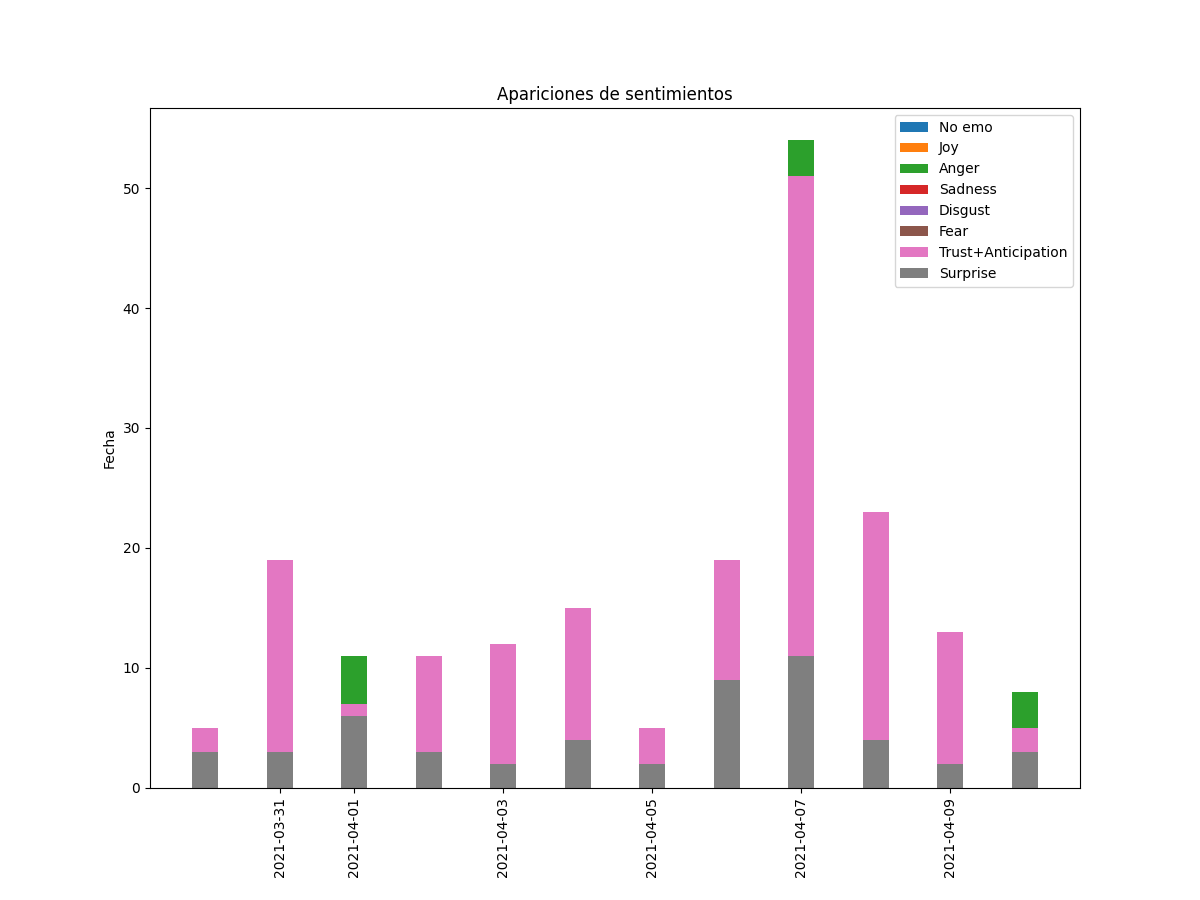 Apariciones de sentimientos
No emo
Joy
Anger
Sadness
Disgust
Fear
Trust+Anticipation
Surprise
Fecha
50
40
30
20
10
0
2021-03-31
2021-04-01
2021-04-03
2021-04-05
2021-04-07
2021-04-09